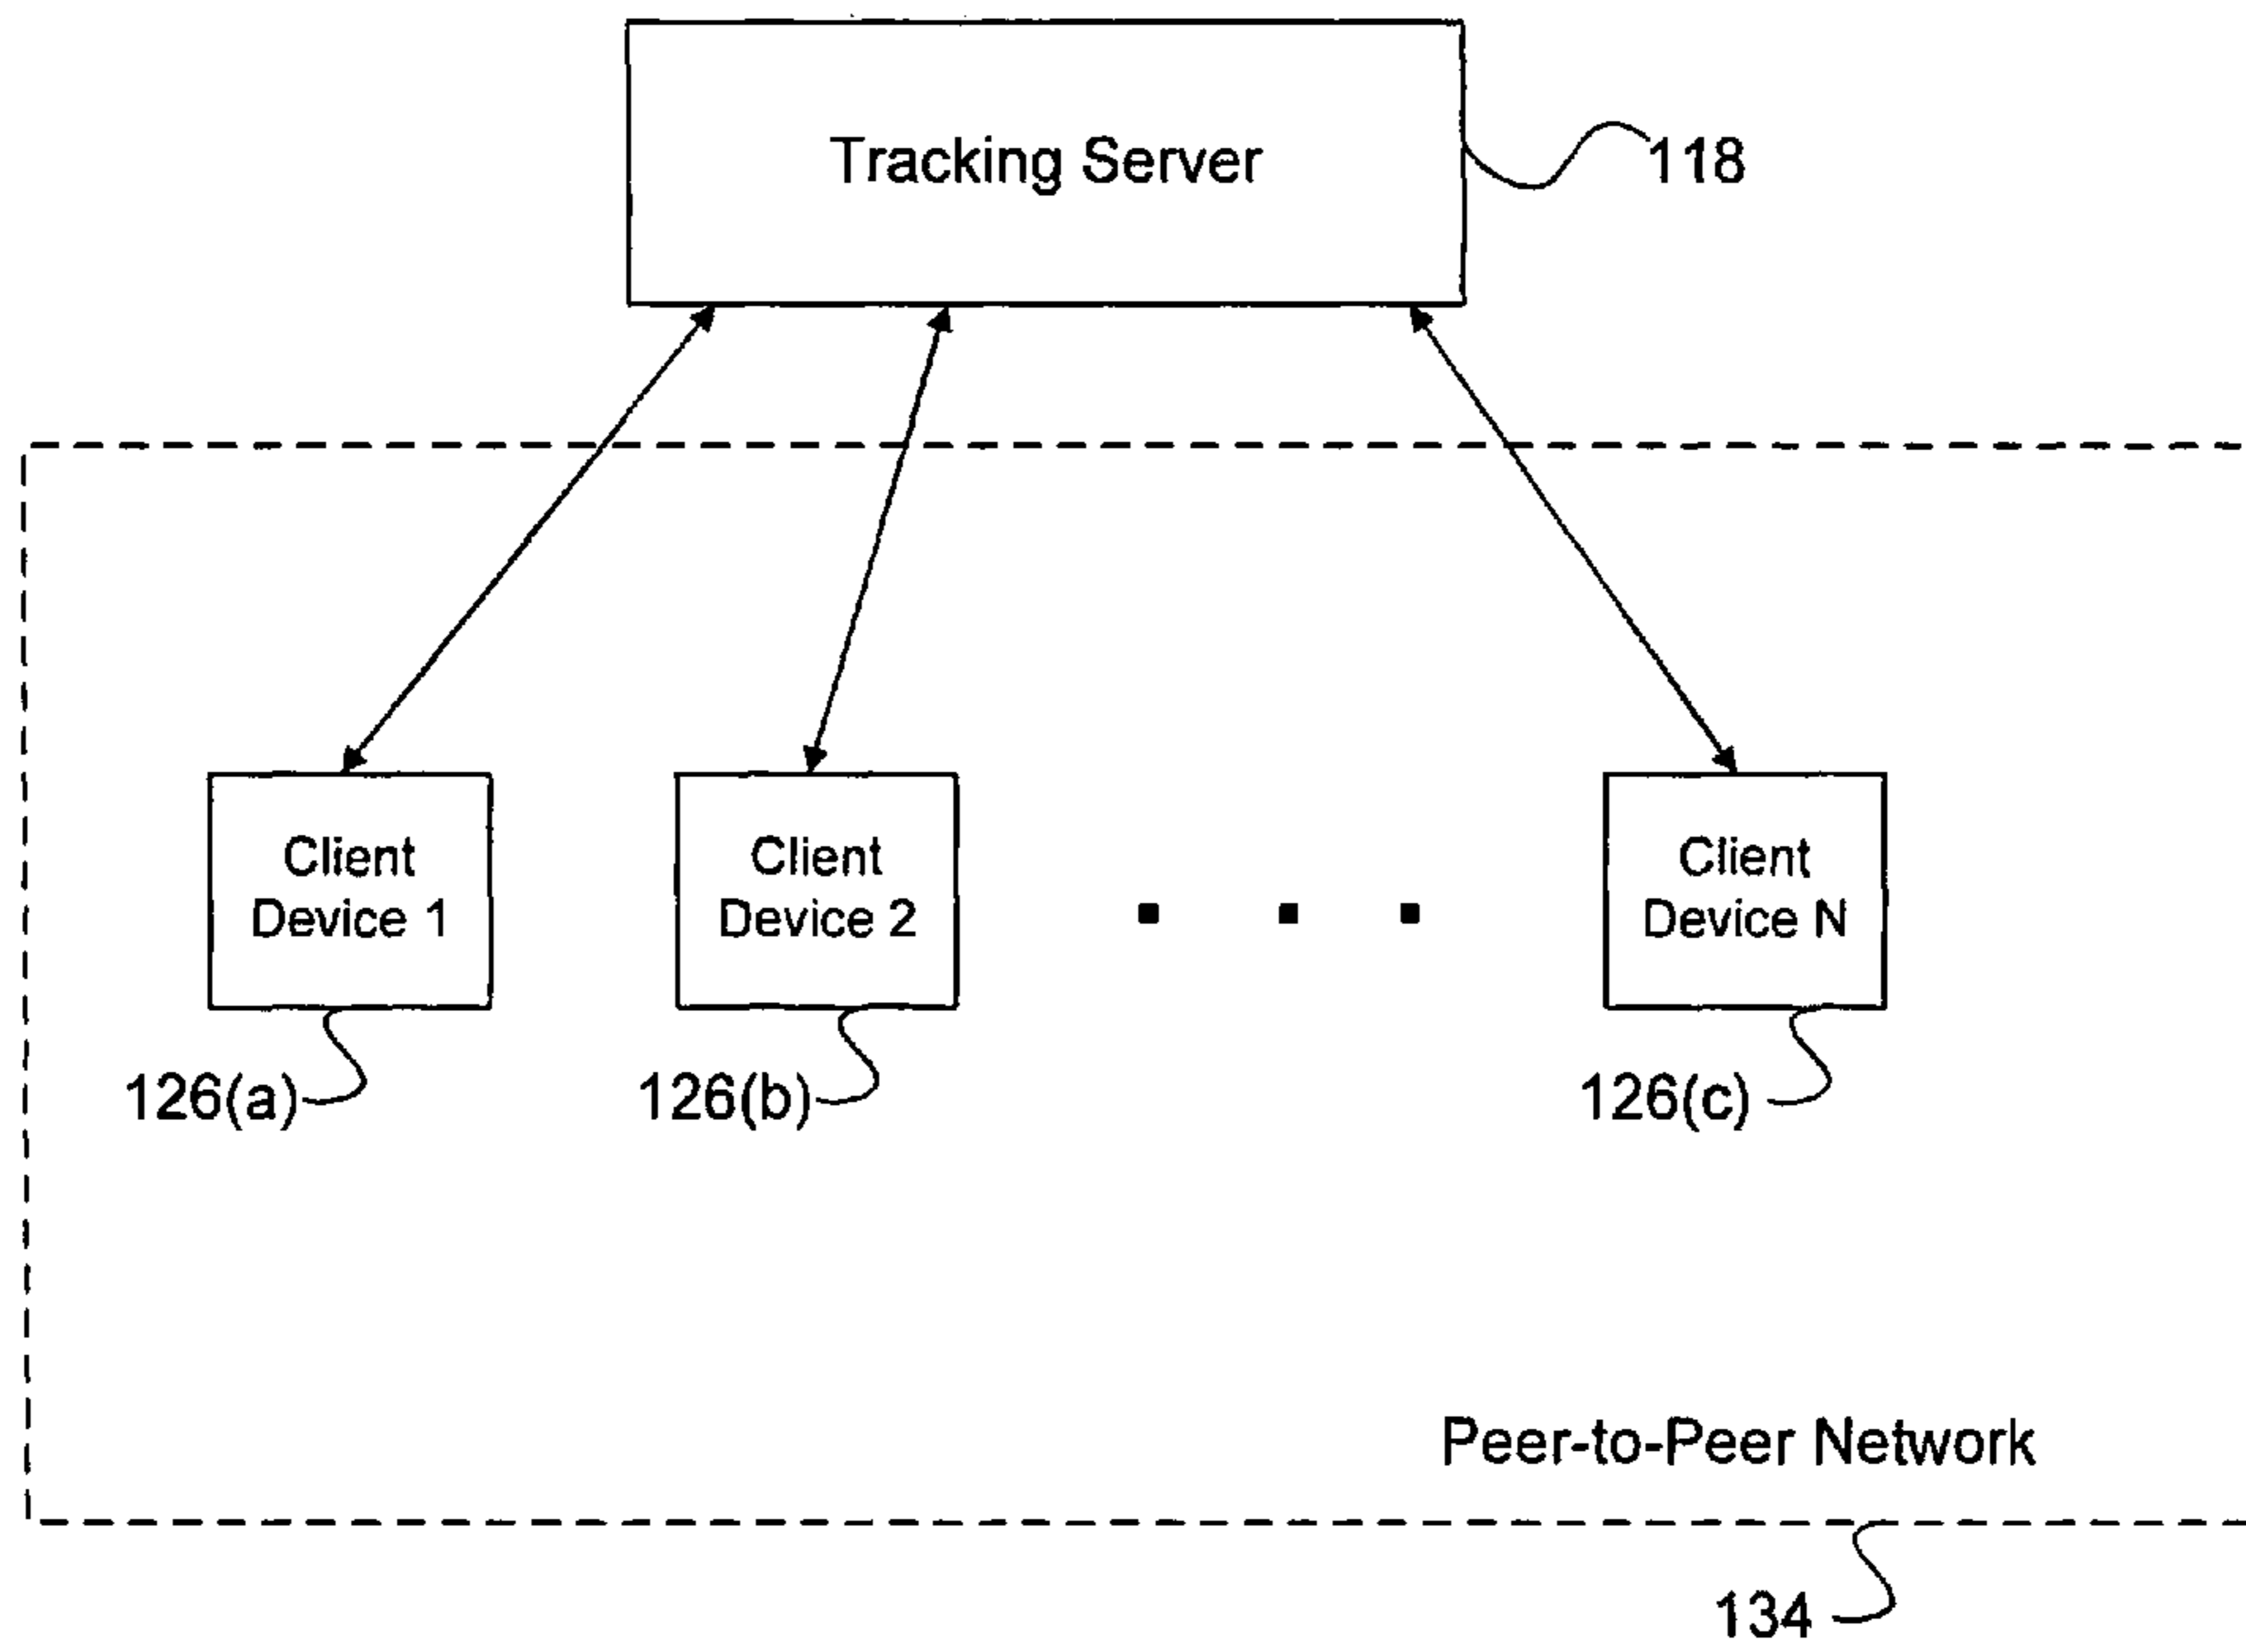 Tracking Server
118
Client
Device 1
Client
Device 2
Client
Device N
126(a)
126(b)
126(c)
Peer-to-Peer Network
134